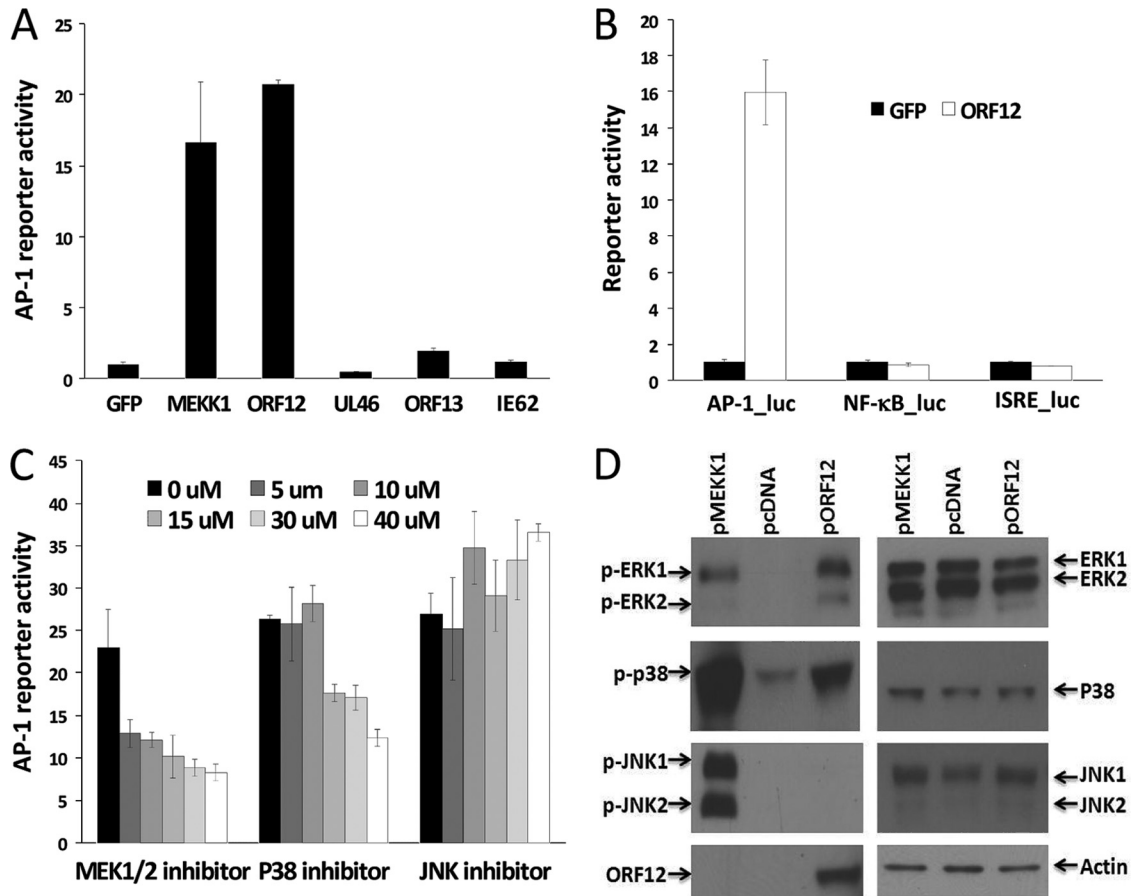 A
AP-1 reporter activity
25
20
15
10
5
0
GFP MEKK1 ORF12 UL46 ORF13 IE62
B
Reporter activity
20
18
16
14
12
10
8
6
4
2
0
GFP ORF12
AP-1_luc NF-κB_luc ISRE_luc
C
AP-1 reporter activity
45
40
35
30
25
20
15
10
5
0
0 uM 5 um 10 uM
15 uM 30 uM 40 uM
MEK1/2 inhibitor P38 inhibitor JNK inhibitor
D
pMEKK1 pcDNA pORF12 pMEKK1 pcDNA pORF12
p-ERK1
p-ERK2
ERK1
ERK2
p-p38
P38
p-JNK1
p-JNK2
JNK1
JNK2
ORF12
Actin